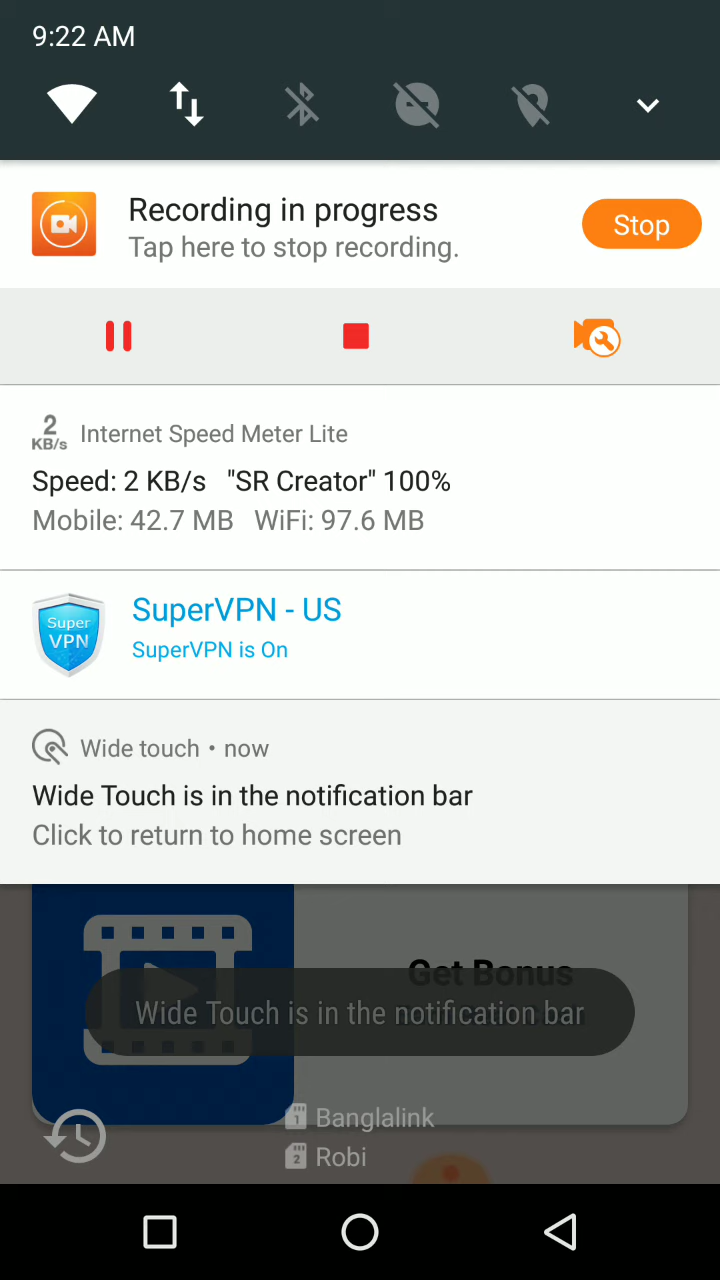 9:22 AM
Recording in progress
Tap here to stop recording.
Stop
2
KB/s
Internet Speed Meter Lite
Speed: 2 KB/s "SR Creator" 100%
Mobile: 42.7 MB WiFi: 97.6 MB
Super
VPN
SuperVPN - US
SuperVPN is On
Wide touch • now
Wide Touch is in the notification bar
Click to return to home screen
Get Bonus
Wide Touch is in the notification bar
1 Banglalink
2 Robi